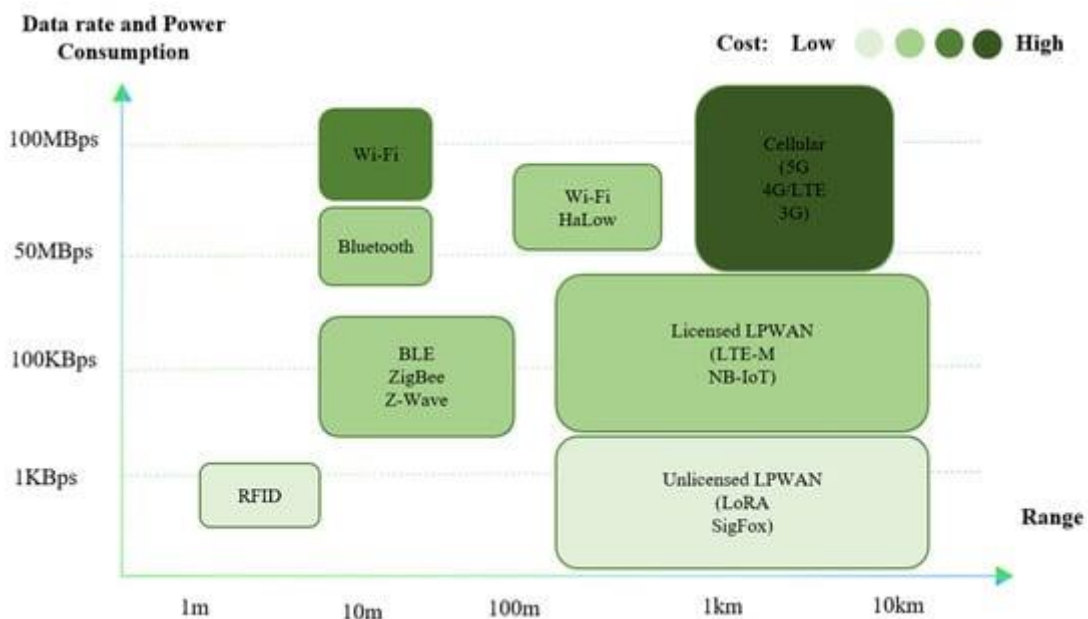 Data rate and Power
Consumption
Cost: Low High
100MBps
Wi-Fi
Cellular
(5G
4G/LTE
3G)
Wi-Fi
HaLow
Bluetooth
50MBps
Licensed LPWAN
(LTE-M
NB-IoT)
100KBps
BLE
ZigBee
Z-Wave
1KBps
RFID
Unlicensed LPWAN
(LoRA
SigFox)
Range
1m
10m
100m
1km
10km